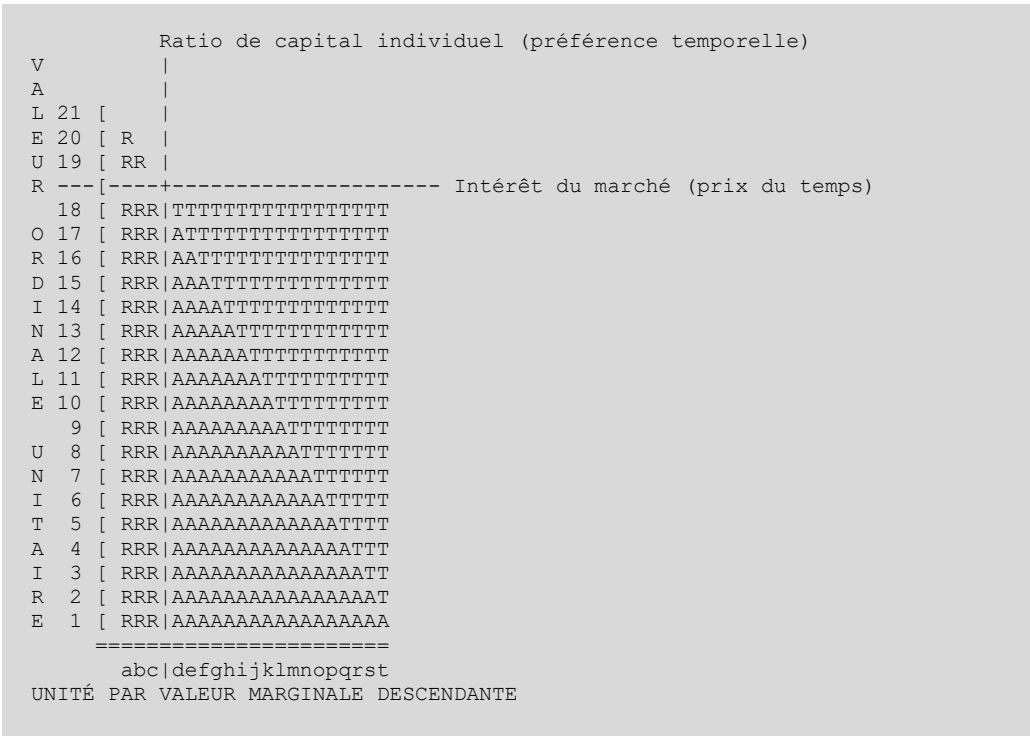 Ratio de capital individuel (préférence temporelle)
V         |
A         |
L 21 [    |
E 20 [ R  |
U 19 [ RR |
R ---[----+--------------------- Intérêt du marché (prix du temps)
  18 [ RRR|TTTTTTTTTTTTTTTTT
O 17 [ RRR|ATTTTTTTTTTTTTTTT
R 16 [ RRR|AATTTTTTTTTTTTTTT
D 15 [ RRR|AAATTTTTTTTTTTTTT
I 14 [ RRR|AAAATTTTTTTTTTTTT
N 13 [ RRR|AAAAATTTTTTTTTTTT
A 12 [ RRR|AAAAAATTTTTTTTTTT
L 11 [ RRR|AAAAAAATTTTTTTTTT
E 10 [ RRR|AAAAAAAATTTTTTTTT
   9 [ RRR|AAAAAAAAATTTTTTTT
U  8 [ RRR|AAAAAAAAAATTTTTTT
N  7 [ RRR|AAAAAAAAAAATTTTTT
I  6 [ RRR|AAAAAAAAAAAATTTTT
T  5 [ RRR|AAAAAAAAAAAAATTTT
A  4 [ RRR|AAAAAAAAAAAAAATTT
I  3 [ RRR|AAAAAAAAAAAAAAATT
R  2 [ RRR|AAAAAAAAAAAAAAAAT
E  1 [ RRR|AAAAAAAAAAAAAAAAA
     =======================
       abc|defghijklmnopqrst
UNITÉ PAR VALEUR MARGINALE DESCENDANTE